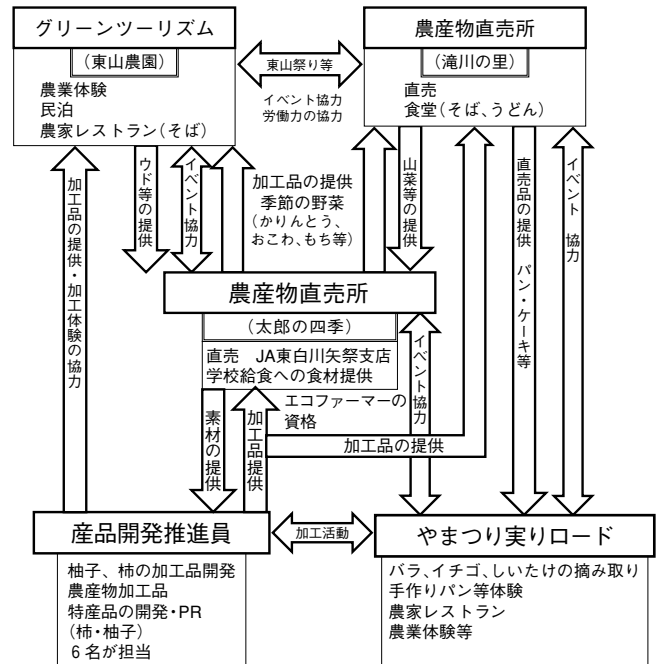 グリーンツーリズム
（東山農園）
農業体験
民泊
農家レストラン（そば）
東山祭り等
イベント協力
労働力の協力
農産物直売所
（滝川の里）
直売
食堂（そば、うどん）
加工品の提供・加工体験の協力
ウド等の提供
イベント協力
加工品の提供
季節の野菜
（かりんとう、
おこわ、もち等）
山菜等の提供
直売品の提供　パン・ケーキ等
イベント　協力
農産物直売所
（太郎の四季）
直売　JA東白川矢祭支店
学校給食への食材提供
素材の提供
加工品提供
エコファーマーの
資格
イベント協力
加工品の提供
産品開発推進員
柚子、柿の加工品開発
農産物加工品
特産品の開発・PR
（柿・柚子）
６名が担当
加工活動
やまつり実りロード
バラ、イチゴ、しいたけの摘み取り
手作りパン等体験
農家レストラン
農業体験等